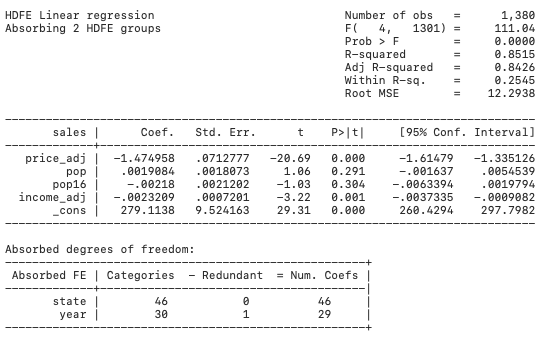 HDFE Linear regression Number of obs = 1,380
Absorbing 2 HDFE groups F( 4, 1301) = 111.04
Prob > F = 0.0000
R-squared = 0.8515
Adj R-squared = 0.8426
Within R-sq. = 0.2545
Root MSE = 12.2938
sales | Coef. Std. Err. t P>|t| [95% Conf. Interval]
price_adj | -1.474958 .0712777 -20.69 0.000 -1.61479 -1.335126
pop | .0019084 .0018073 1.06 0.291 -.001637 .0054539
pop16 | -.00218 .0021202 -1.03 0.304 -.0063394 .0019794
income_adj | -.0023209 .0007201 -3.22 0.001 -.0037335 -.0009082
_cons | 279.1138 9.524163 29.31 0.000 260.4294 297.7982
Absorbed degrees of freedom:
Absorbed FE | Categories - Redundant = Num. Coefs |
state | 46 0 46 |
year | 30 1 29 |